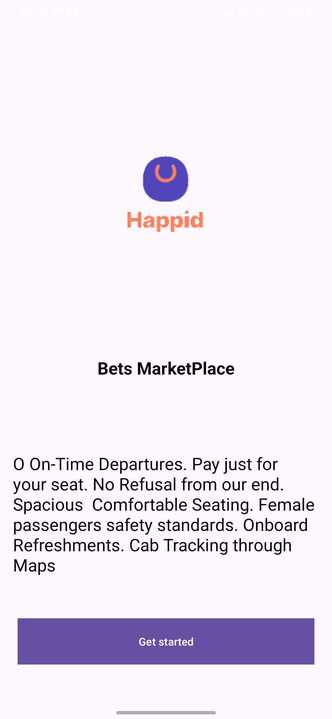 Happid
Bets MarketPlace
O On-Time Departures. Pay just for
your seat. No Refusal from our end.
Spacious  Comfortable Seating. Female
passengers safety standards. Onboard
Refreshments. Cab Tracking through
Maps
Get started